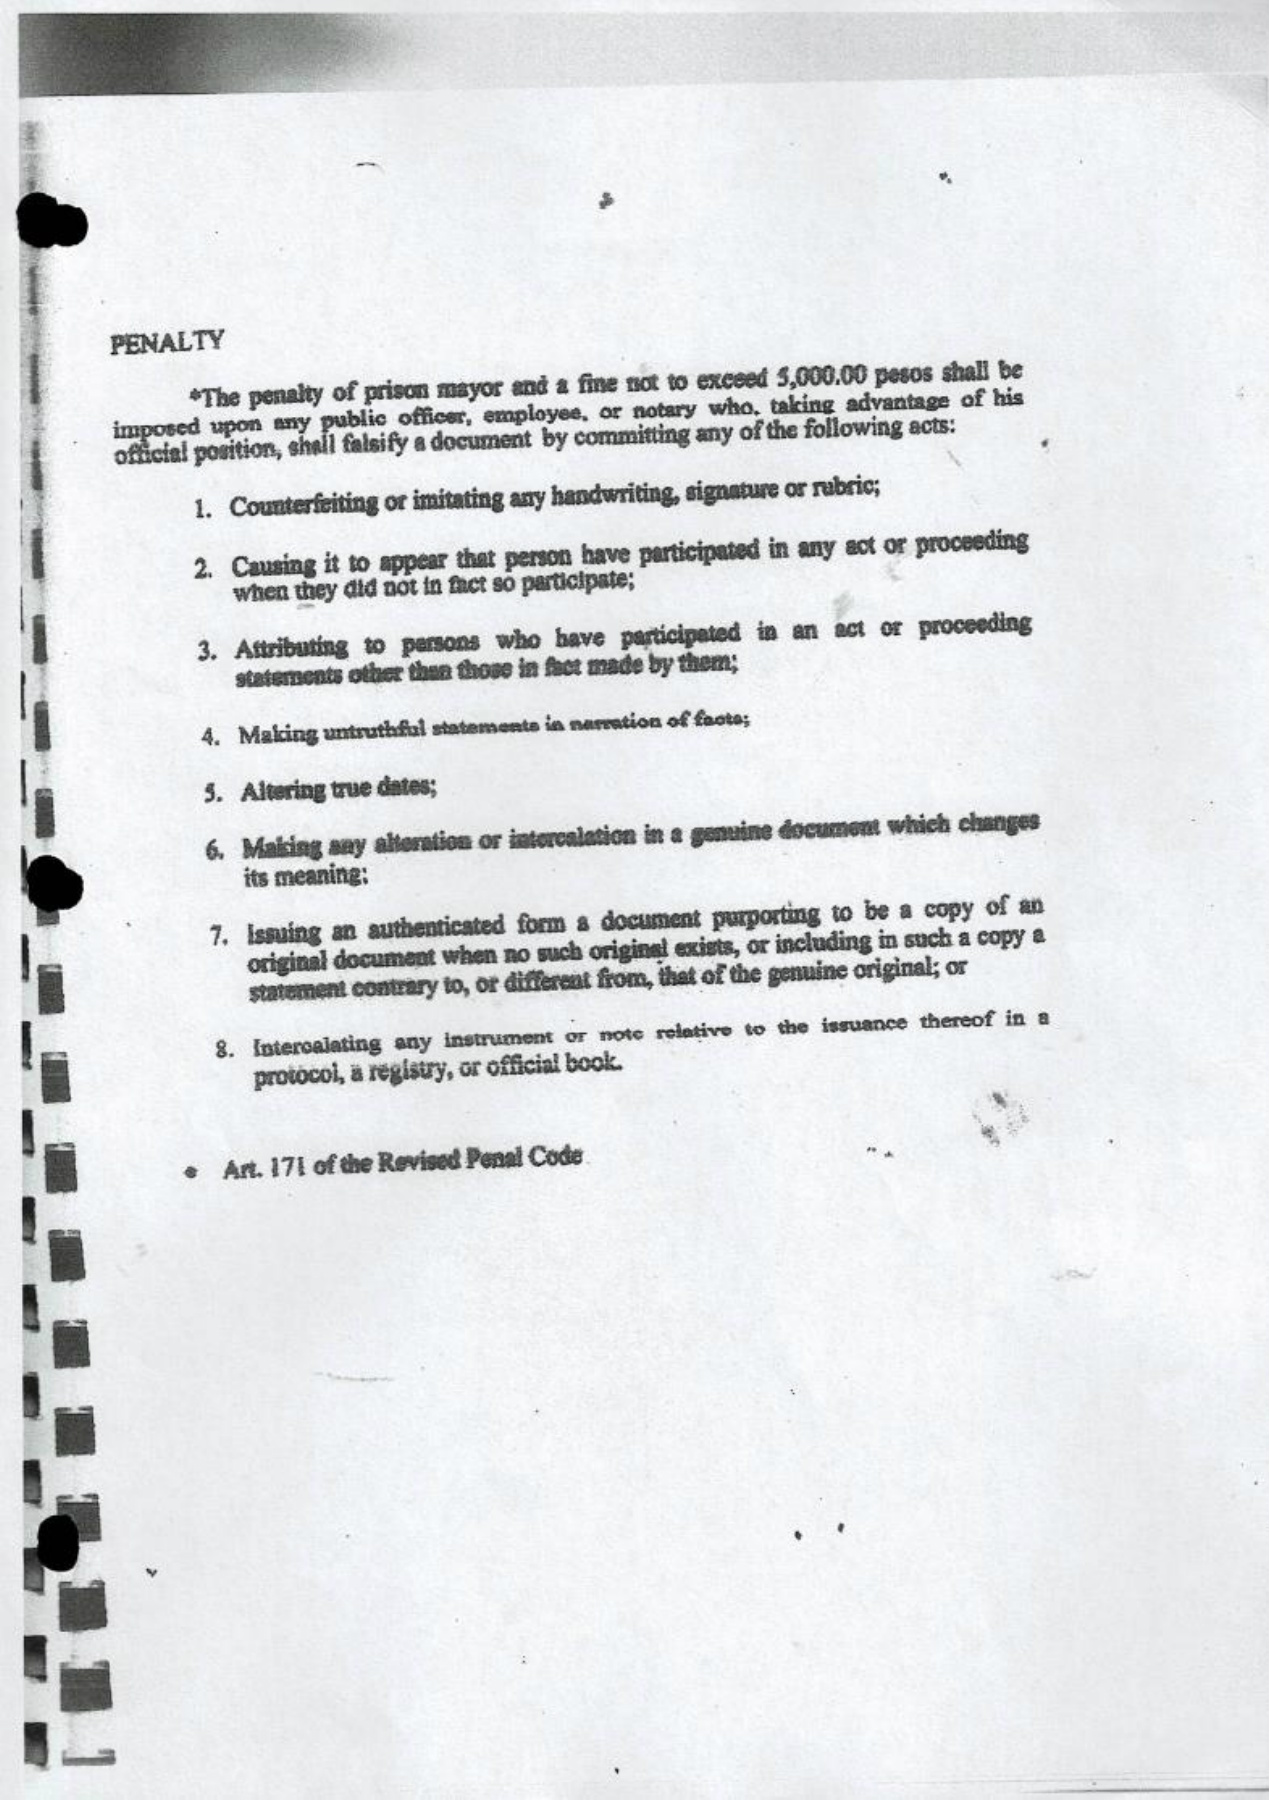 PENALTY
*The penalty of prison mayor and a fine not to exceed 5,000.00 pesos shall be
imposed upon any public officer, employee, or notary who, taking advantage of his
official position, shall falsify a document by committing any of the following acts:
1. Counterfeiting or imitating any handwriting, signature or rubric;
2. Causing it to appear that person have participated in any act or proceeding
when they did not in fact so participate;
3. Attributing to persons who have participated in an act or proceeding
statements other than those in fact made by them;
4. Making untruthful statements in narration of facts;
5. Altering true dates;
6. Making any alteration or intercalation in a genuine document which changes
its meaning;
7. Issuing an authenticated form a document purporting to be a copy of an
original document when no such original exists, or including in such a copy a
statement contrary to, or different from, that of the genuine original; or
8. Intercalating any instrument or note relative to the issuance thereof in a
protocol, a registry, or official book.
* Art. 171 of the Revised Penal Code